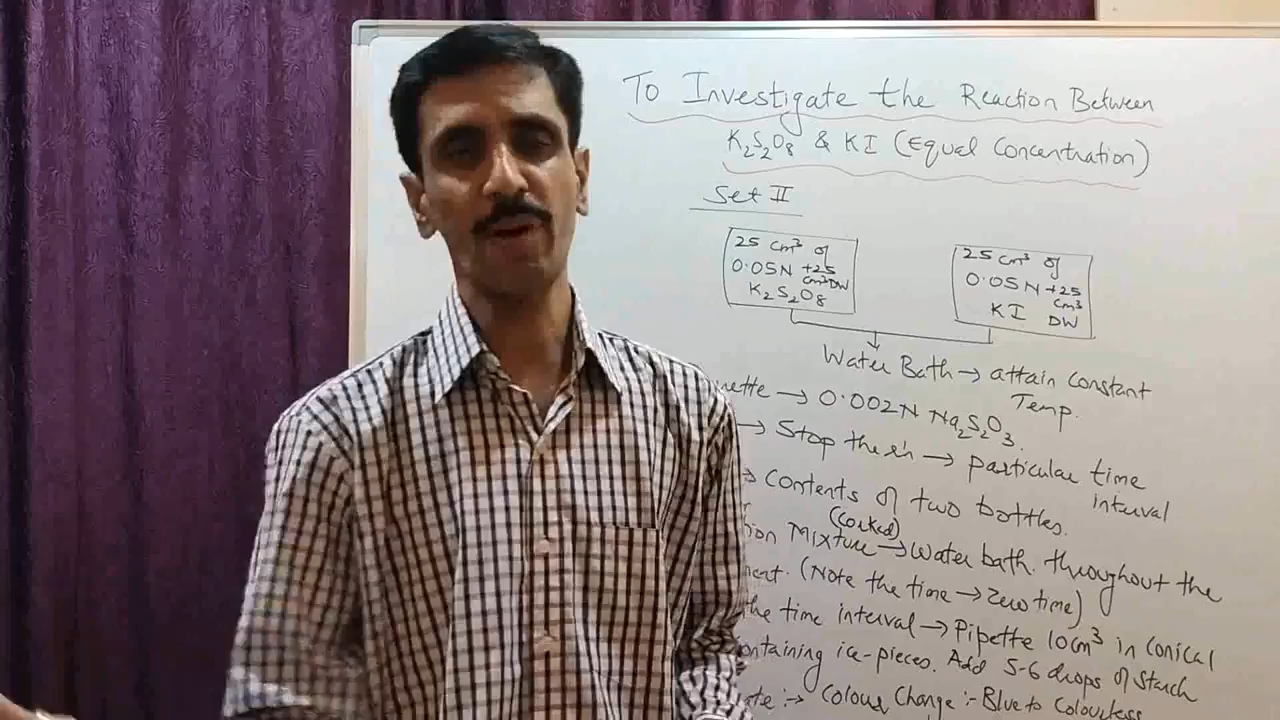 To Investigate the Reaction Between
K2S2O8 & KI (Equal Concentration)
Set II
25 cm³ of
0.05N +25
cm³ DW
K2S2O8
25 cm³ of
0.05N +25
cm³
KI DW
Water Bath → attain constant
Temp.
→ 0.002N Na2S2O3.
→ Stop the rxn → particular time
interval
→ Contents of two bottles.
(corked)
Mixture → Water bath. throughout the
(Note the time → Zero time)
the time interval → Pipette 10cm³ in Conical
ice-pieces. Add 5-6 drops of Starch
:→ Colour Change :- Blue to Colourless